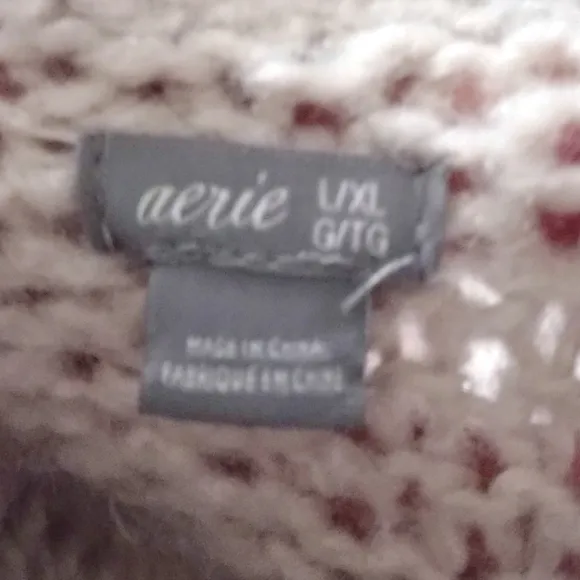 aerie L/XL
G/TG
MADE IN CHINA
FABRIQUÉ EN CHINE